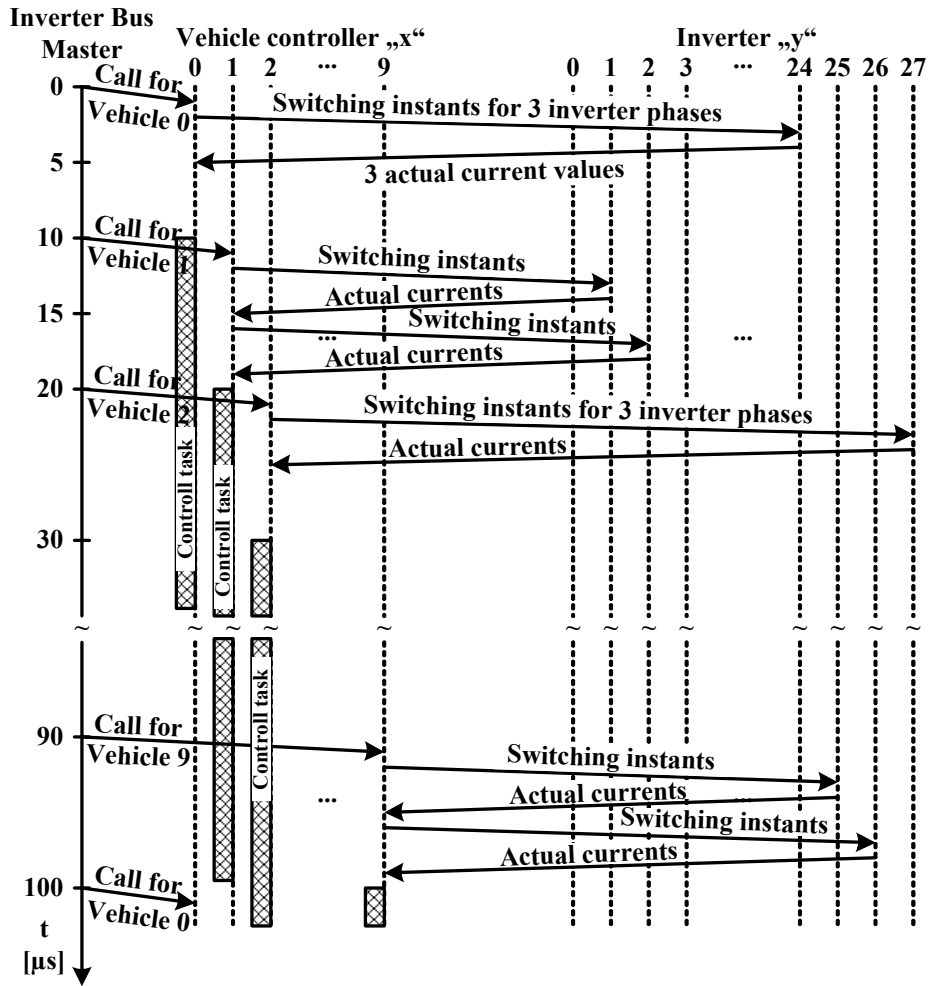 Inverter Bus
Master
Vehicle controller „x“
Inverter „y“
0 1 2 ... 9
0 1 2 3 ... 24 25 26 27
0
Call for
Vehicle 0
Switching instants for 3 inverter phases
3 actual current values
5
10
Call for
Vehicle 1
Switching instants
Actual currents
15
Switching instants
... ...
Actual currents
20
Call for
Vehicle 2
Switching instants for 3 inverter phases
Actual currents
Controll task
Controll task
30
~ ~ ~ ~ ~ ~ ~ ~ ~ ~ ~ ~ ~
Controll task
90
Call for
Vehicle 9
Switching instants
Actual currents
... ...
Switching instants
Actual currents
100
Call for
Vehicle 0
t
[µs]